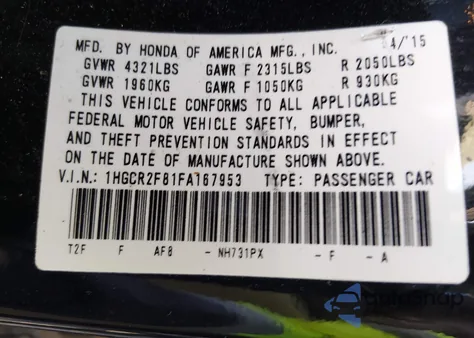 MFD. BY HONDA OF AMERICA MFG., INC. 04/'15
GVWR 4321LBS GAWR F 2315LBS R 2050LBS
GVWR 1960KG GAWR F 1050KG R 930KG
THIS VEHICLE CONFORMS TO ALL APPLICABLE
FEDERAL MOTOR VEHICLE SAFETY, BUMPER,
AND THEFT PREVENTION STANDARDS IN EFFECT
ON THE DATE OF MANUFACTURE SHOWN ABOVE.
V.I.N.: 1HGCR2F81FA167953 TYPE: PASSENGER CAR
T2F F AF8 - NH731PX - F - A